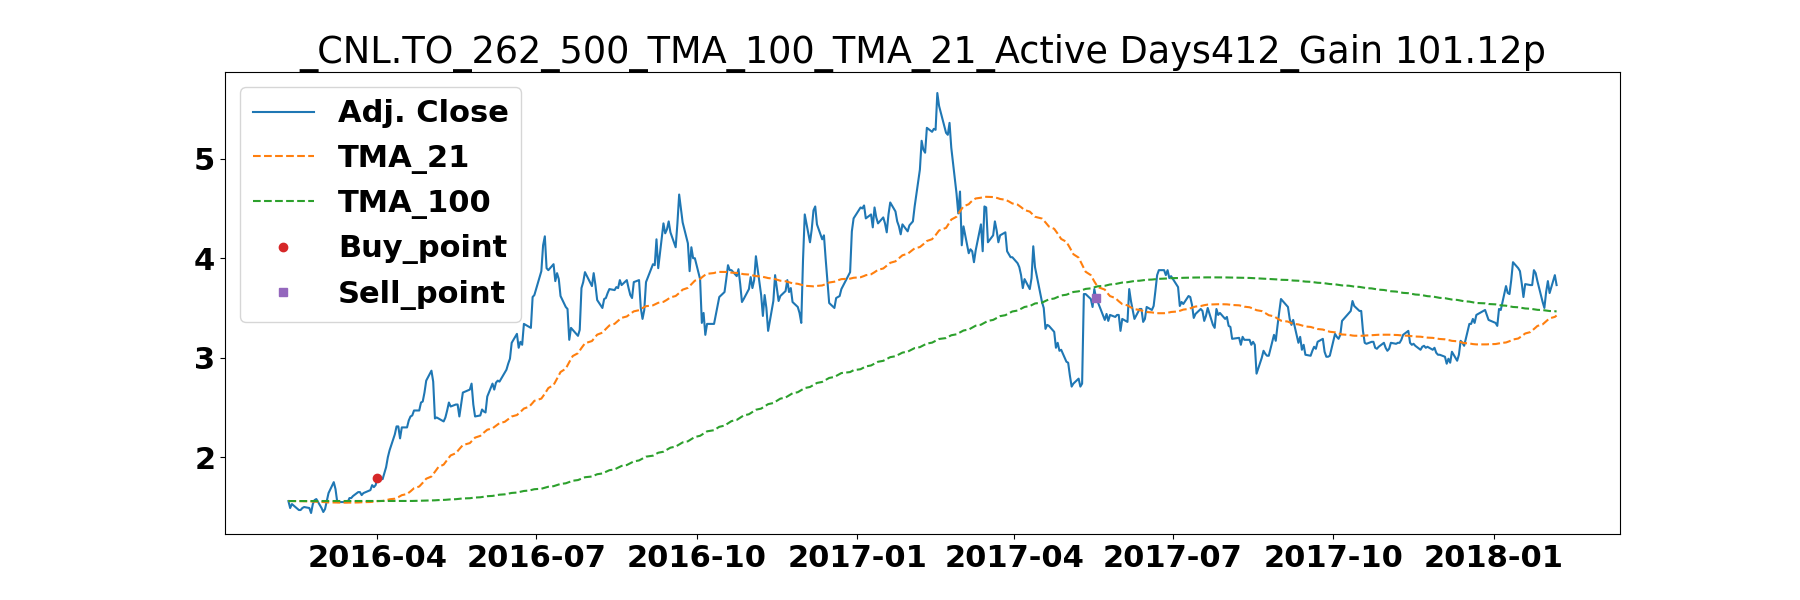 _CNL.TO_262_500_TMA_100_TMA_21_Active Days412_Gain 101.12p
Adj. Close
TMA_21
TMA_100
Buy_point
Sell_point
5
4
3
2
2016-04 2016-07 2016-10 2017-01 2017-04 2017-07 2017-10 2018-01